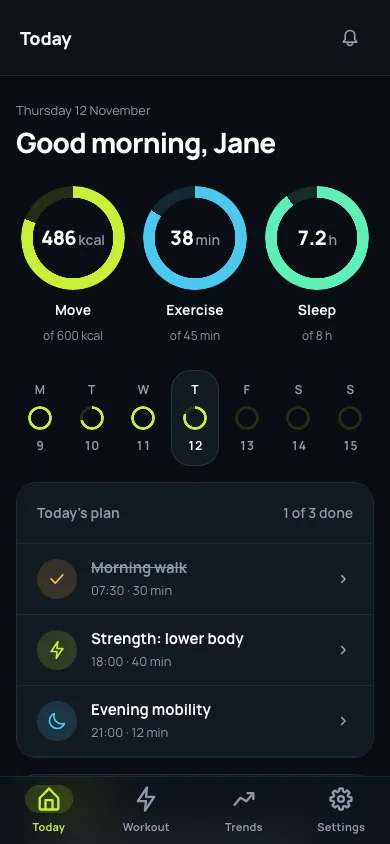 Today
Thursday 12 November
Good morning, Jane
486 kcal
38 min
7.2 h
Move
Exercise
Sleep
of 600 kcal
of 45 min
of 8 h
M T W T F S S
9 10 11 12 13 14 15
Today's plan
1 of 3 done
Morning walk
07:30 · 30 min
Strength: lower body
18:00 · 40 min
Evening mobility
21:00 · 12 min
Today
Workout
Trends
Settings